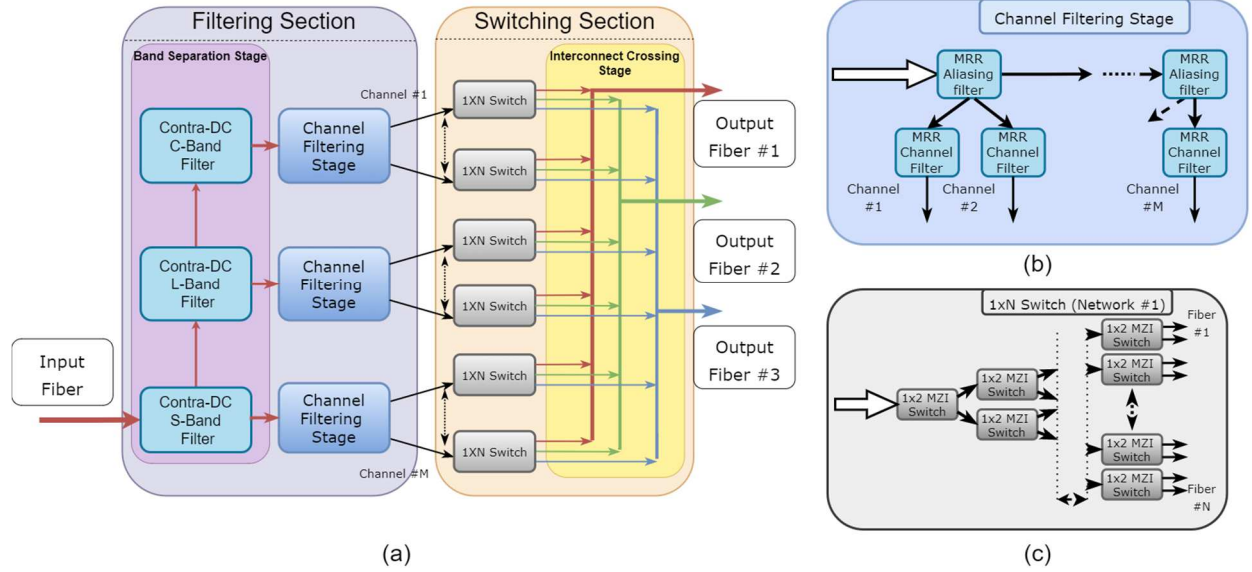 Filtering Section
Switching Section
Band Separation Stage
Interconnect Crossing
Stage
Contra-DC
C-Band
Filter
Channel
Filtering
Stage
Channel #1
1XN Switch
1XN Switch
Output
Fiber #1
Contra-DC
L-Band
Filter
Channel
Filtering
Stage
1XN Switch
1XN Switch
Output
Fiber #2
Input
Fiber
Contra-DC
S-Band
Filter
Channel
Filtering
Stage
1XN Switch
1XN Switch
Channel #M
Output
Fiber #3
(a)
Channel Filtering Stage
MRR
Aliasing
filter
MRR
Aliasing
filter
MRR
Channel
Filter
MRR
Channel
Filter
MRR
Channel
Filter
Channel
#1
Channel
#2
Channel
#M
(b)
1xN Switch (Network #1)
1x2 MZI
Switch
1x2 MZI
Switch
1x2 MZI
Switch
1x2 MZI
Switch
1x2 MZI
Switch
1x2 MZI
Switch
1x2 MZI
Switch
Fiber
#1
Fiber
#N
(c)